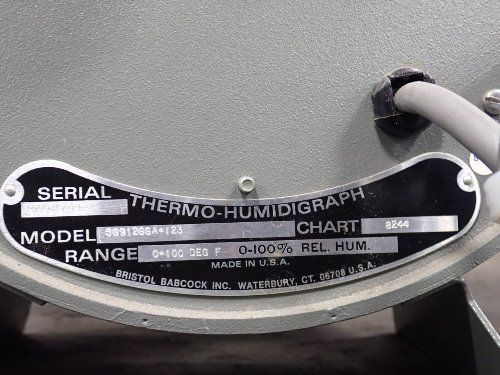 SERIAL
THERMO-HUMIDIGRAPH
MODEL CHART 8244
RANGE 0-100 DEG F 0-100% REL. HUM.
MADE IN U.S.A.
BRISTOL BABCOCK INC. WATERBURY, CT. 06708 U.S.A.